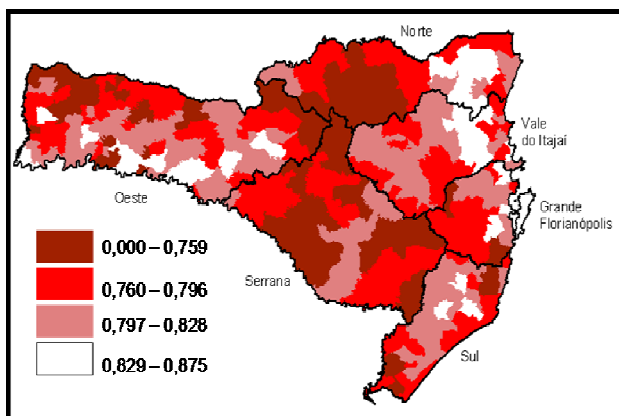 Norte
Vale
do Itajaí
Grande
Florianópolis
Oeste
Serrana
Sul
0,000 – 0,759
0,760 – 0,796
0,797 – 0,828
0,829 – 0,875